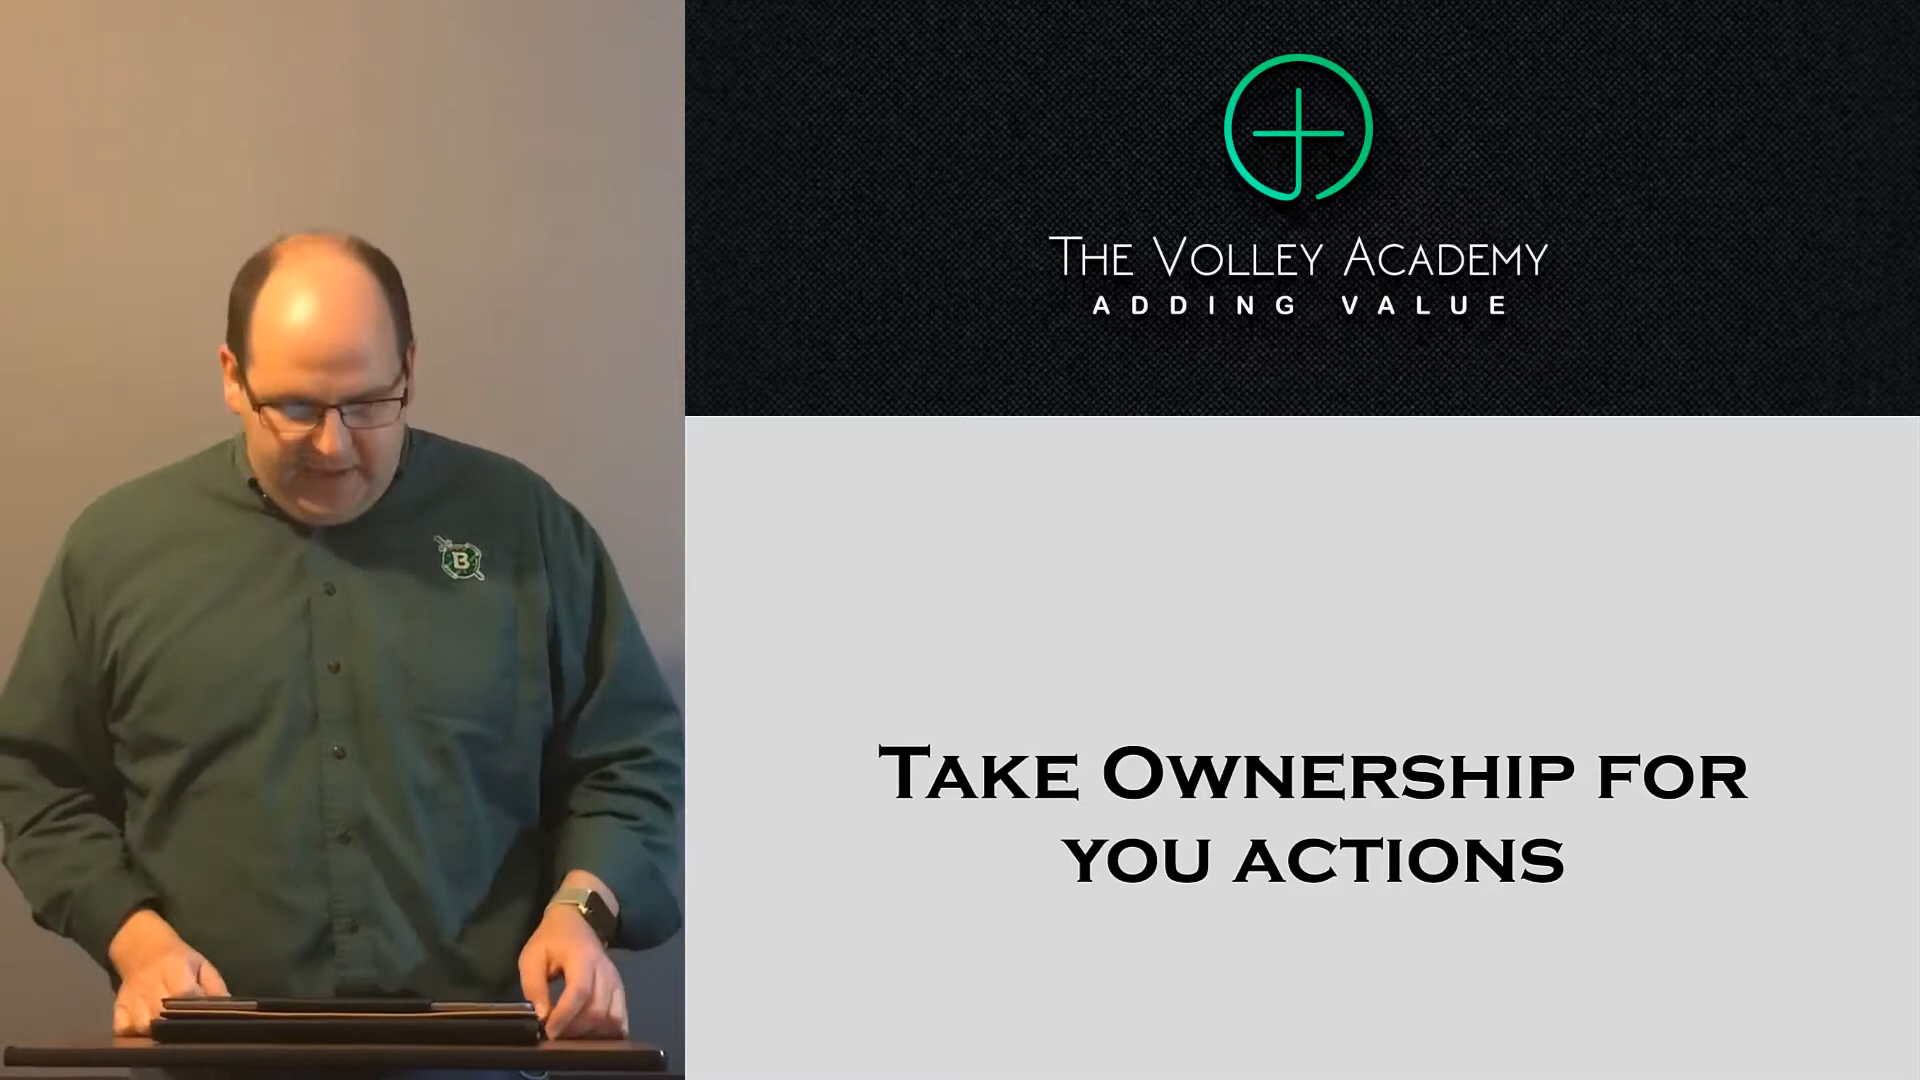 B
THE VOLLEY ACADEMY
ADDING VALUE
TAKE OWNERSHIP FOR
YOU ACTIONS